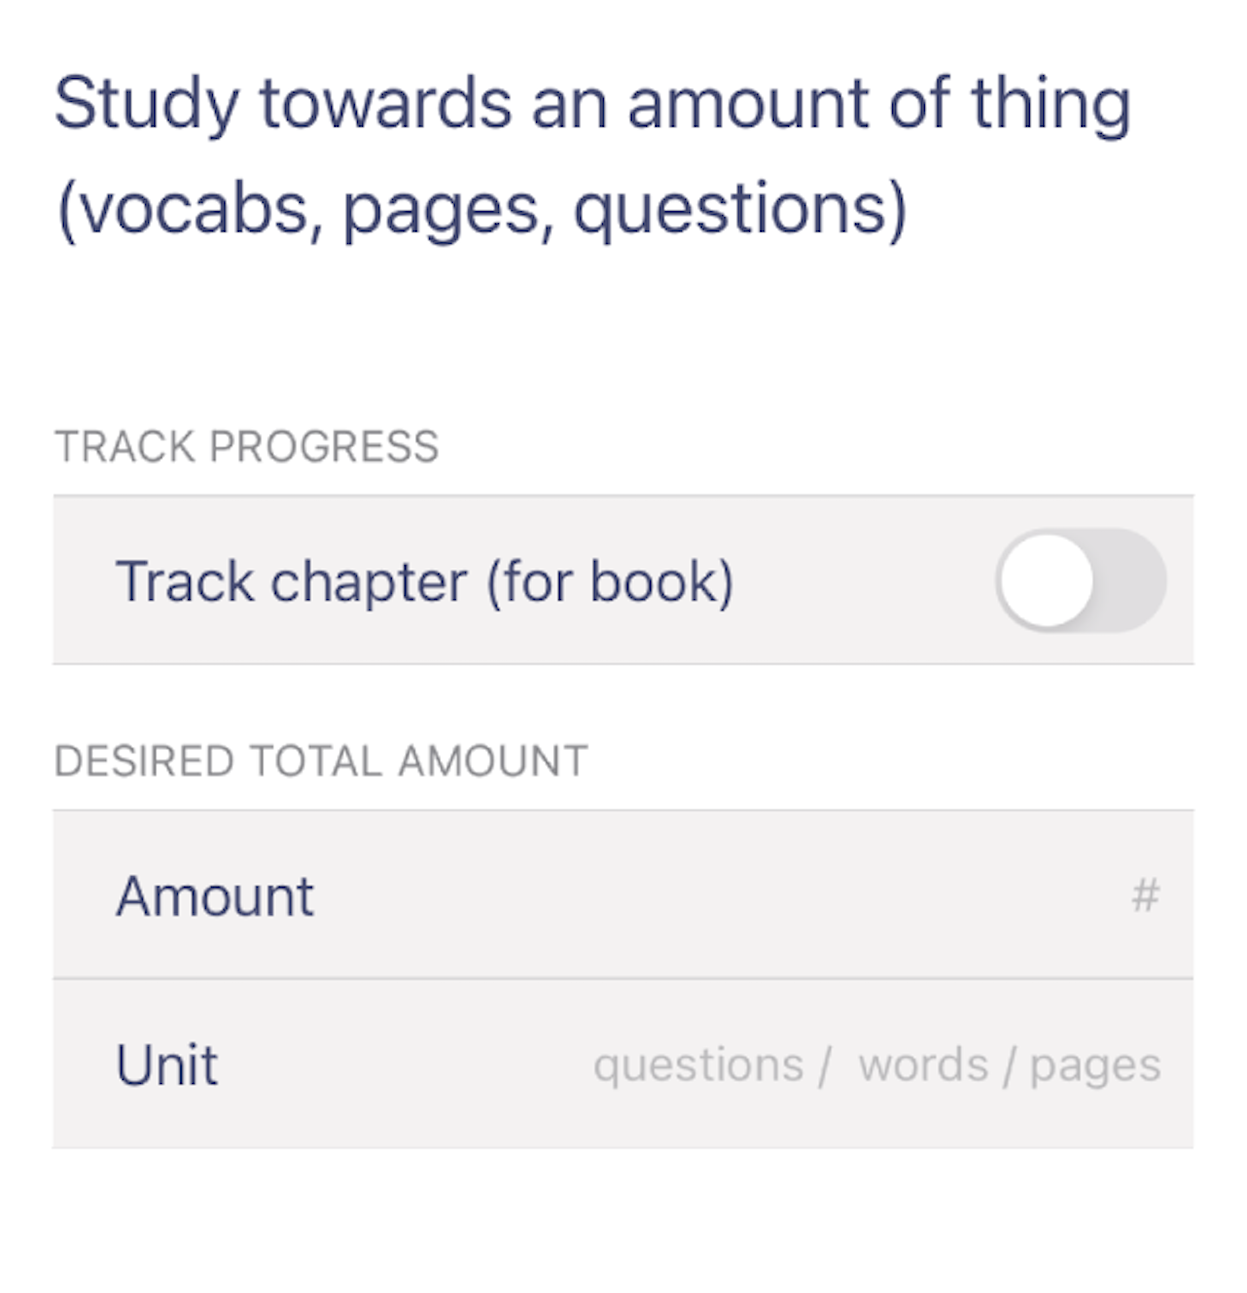 Study towards an amount of thing
(vocabs, pages, questions)
TRACK PROGRESS
Track chapter (for book)
DESIRED TOTAL AMOUNT
Amount #
Unit questions /  words / pages